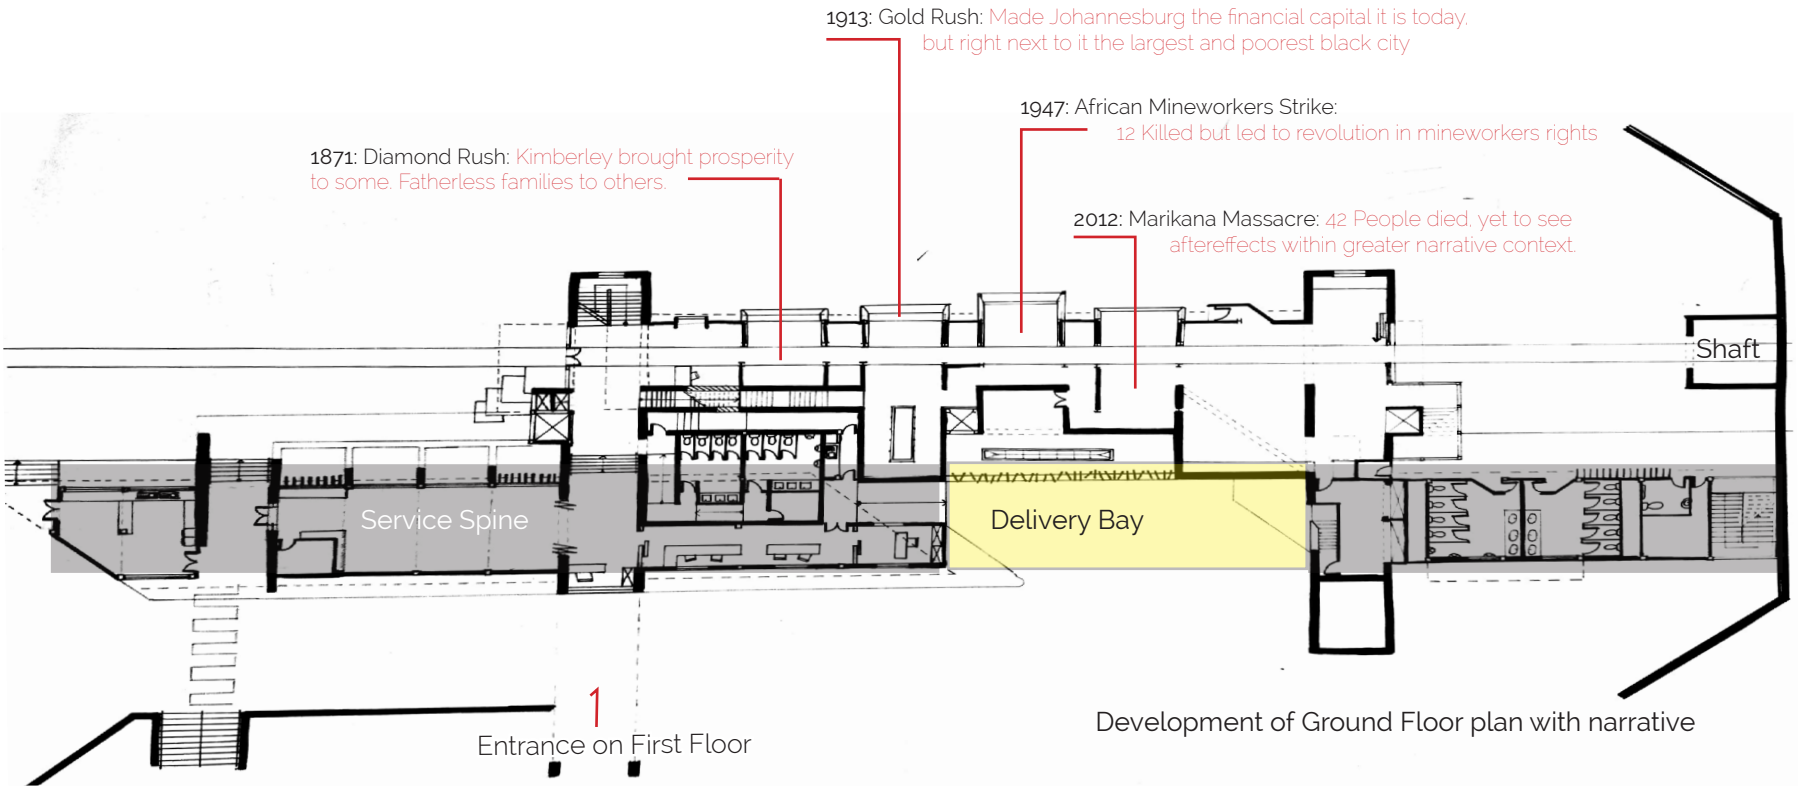 1913: Gold Rush: Made Johannesburg the financial capital it is today,
but right next to it the largest and poorest black city
1947: African Mineworkers Strike:
12 Killed but led to revolution in mineworkers rights
1871: Diamond Rush: Kimberley brought prosperity
to some. Fatherless families to others.
2012: Marikana Massacre: 42 People died, yet to see
aftereffects within greater narrative context.
Shaft
Service Spine
Delivery Bay
Entrance on First Floor
Development of Ground Floor plan with narrative